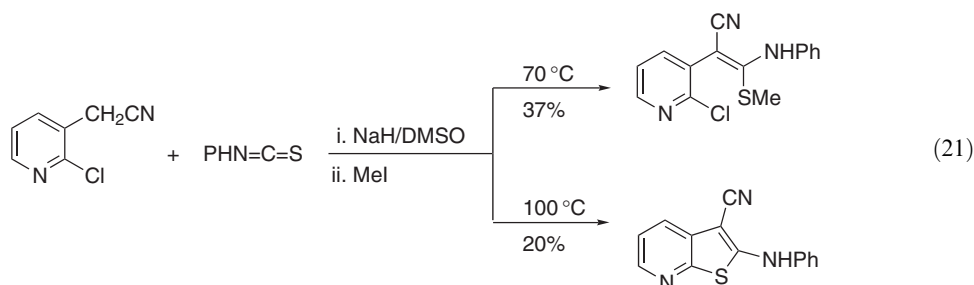 CN
NHPh
70 °C
SMe
37%
N
Cl
CH₂CN
i. NaH/DMSO
N
Cl
+
PHN=C=S
ii. MeI
(21)
100 °C
CN
20%
NHPh
N
S